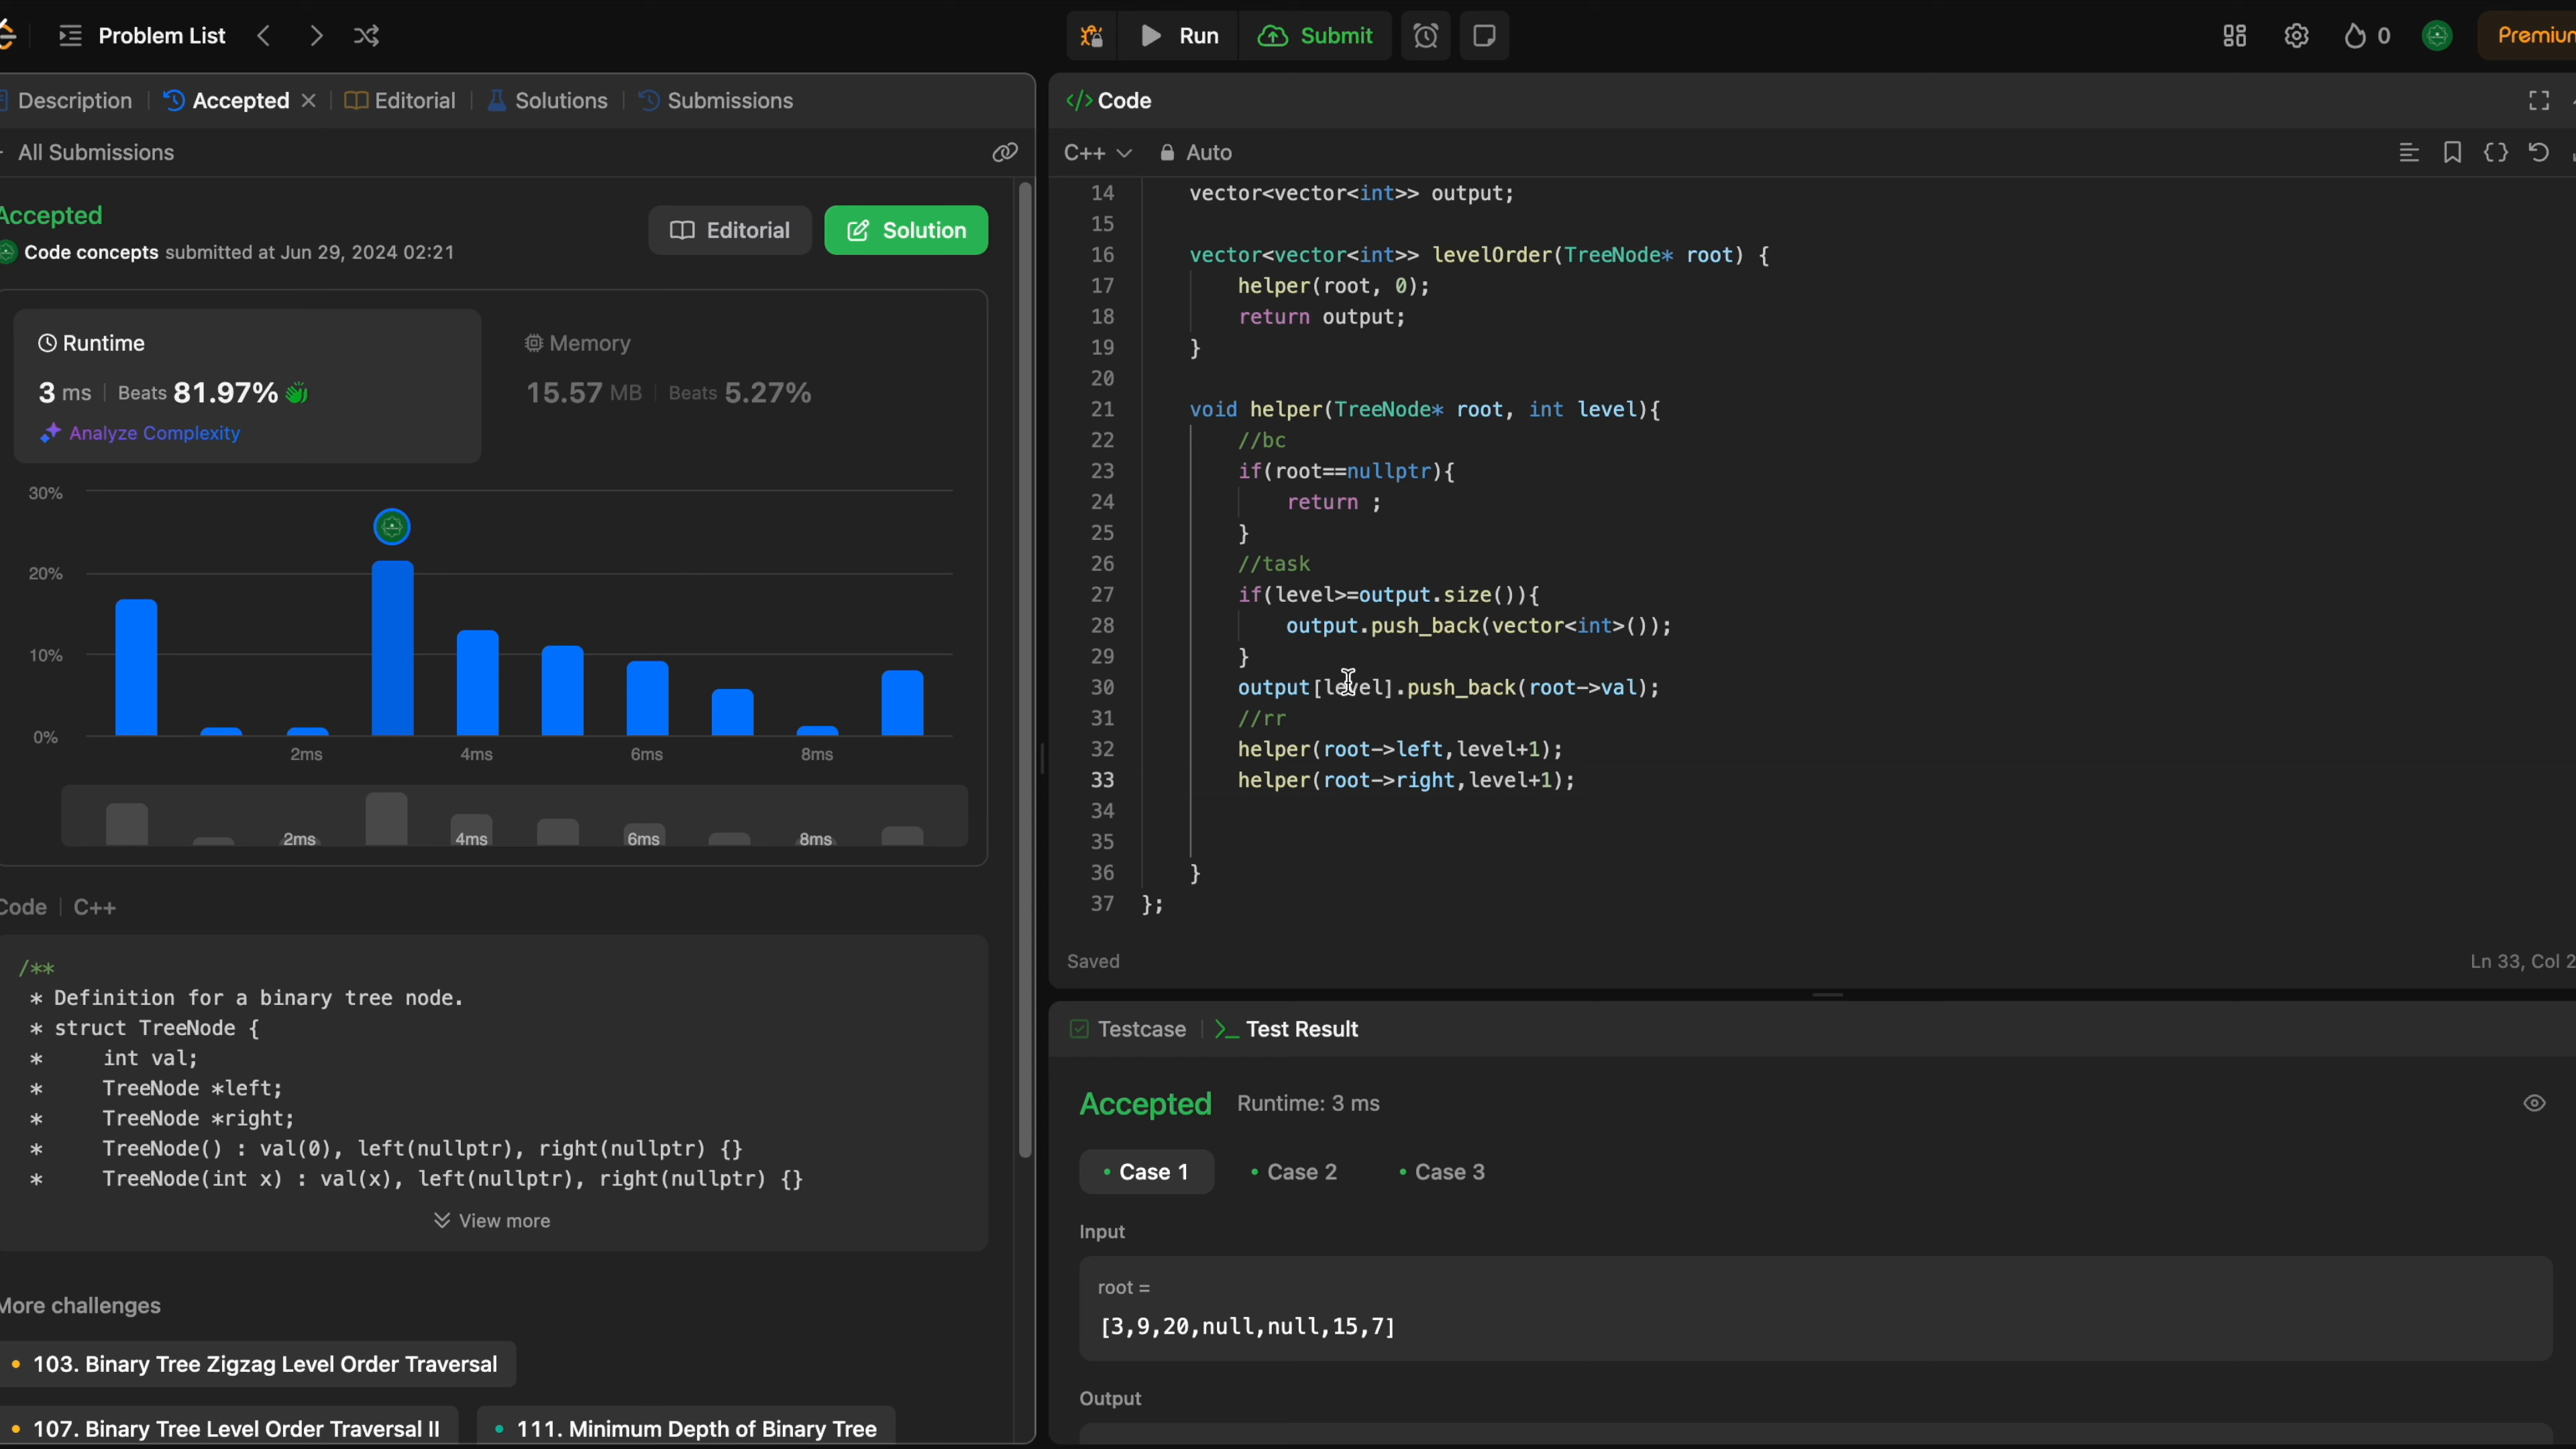 Problem List
Run
Submit
0
Description
Accepted
Editorial
Solutions
Submissions
All Submissions
Accepted
Code concepts submitted at Jun 29, 2024 02:21
Editorial
Solution
Runtime
3 ms | Beats 81.97%
Analyze Complexity
Memory
15.57 MB | Beats 5.27%
30%
20%
10%
0%
2ms 4ms 6ms 8ms
2ms 4ms 6ms 8ms
Code | C++
/**
* Definition for a binary tree node.
* struct TreeNode {
*     int val;
*     TreeNode *left;
*     TreeNode *right;
*     TreeNode() : val(0), left(nullptr), right(nullptr) {}
*     TreeNode(int x) : val(x), left(nullptr), right(nullptr) {}
View more
More challenges
103. Binary Tree Zigzag Level Order Traversal
107. Binary Tree Level Order Traversal II
111. Minimum Depth of Binary Tree
</> Code
C++
Auto
14     vector<vector<int>> output;
15
16     vector<vector<int>> levelOrder(TreeNode* root) {
17         helper(root, 0);
18         return output;
19     }
20
21     void helper(TreeNode* root, int level){
22         //bc
23         if(root==nullptr){
24             return ;
25         }
26         //task
27         if(level>=output.size()){
28             output.push_back(vector<int>());
29         }
30         output[level].push_back(root->val);
31         //rr
32         helper(root->left,level+1);
33         helper(root->right,level+1);
34
35
36     }
37 };
Saved
Ln 33, Col 2
Testcase
Test Result
Accepted Runtime: 3 ms
Case 1
Case 2
Case 3
Input
root =
[3,9,20,null,null,15,7]
Output